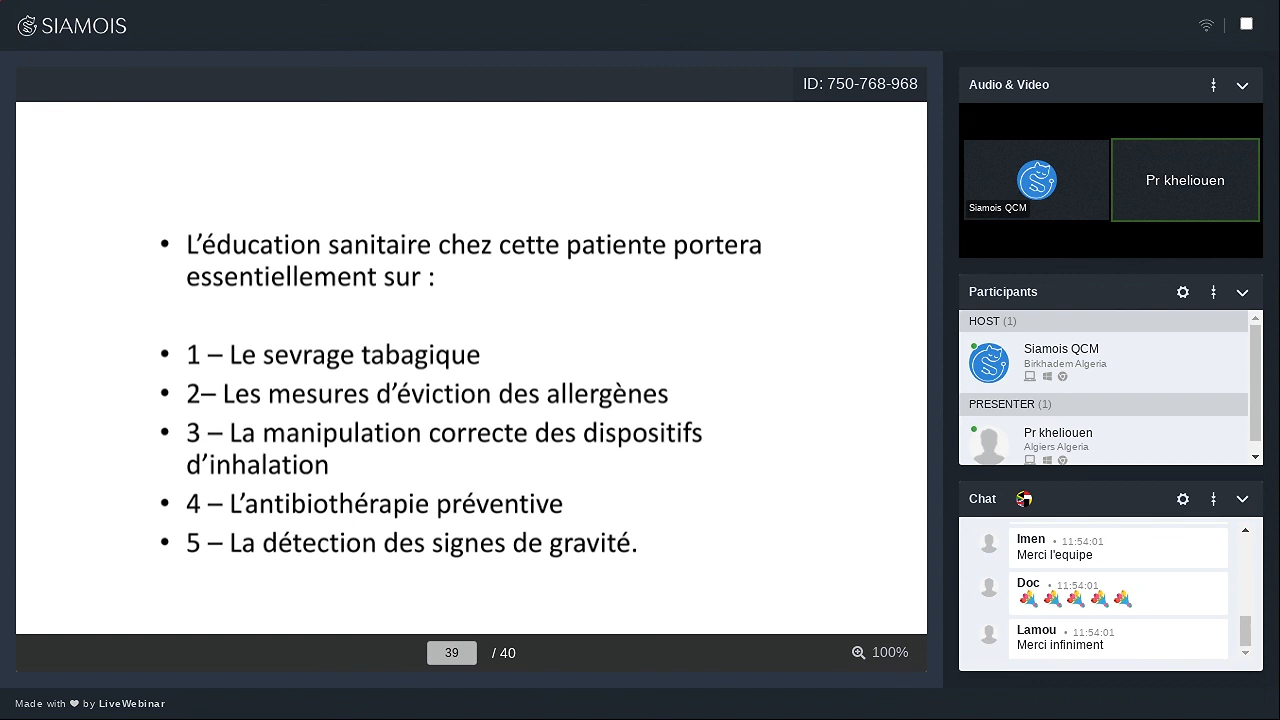 SIAMOIS
ID: 750-768-968
• L’éducation sanitaire chez cette patiente portera
essentiellement sur :
• 1 – Le sevrage tabagique
• 2– Les mesures d’éviction des allergènes
• 3 – La manipulation correcte des dispositifs
d’inhalation
• 4 – L’antibiothérapie préventive
• 5 – La détection des signes de gravité.
39 / 40
100%
Audio & Video
Siamois QCM
Pr kheliouen
Participants
HOST (1)
Siamois QCM
Birkhadem Algeria
PRESENTER (1)
Pr kheliouen
Algiers Algeria
Chat
Imen • 11:54:01
Merci l'equipe
Doc • 11:54:01
Lamou • 11:54:01
Merci infiniment
Made with ❤ by LiveWebinar